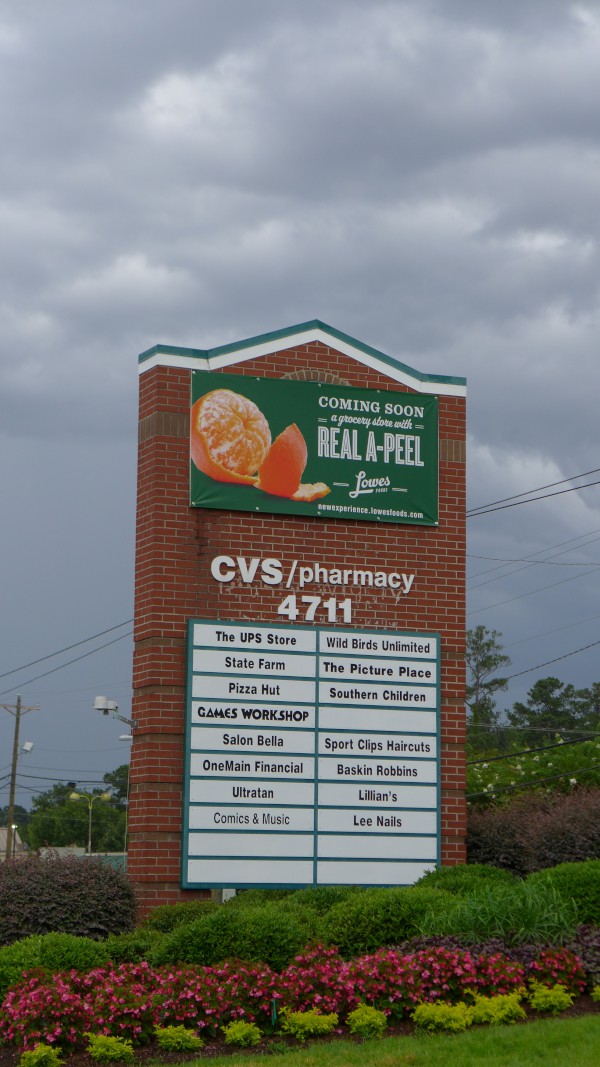 COMING SOON
a grocery store with
REAL A-PEEL
Lowes
FOODS
newexperience.lowesfoods.com
CVS/pharmacy
4711
The UPS Store
Wild Birds Unlimited
State Farm
The Picture Place
Pizza Hut
Southern Children
GAMES WORKSHOP
Salon Bella
Sport Clips Haircuts
OneMain Financial
Baskin Robbins
Ultratan
Lillian's
Comics & Music
Lee Nails